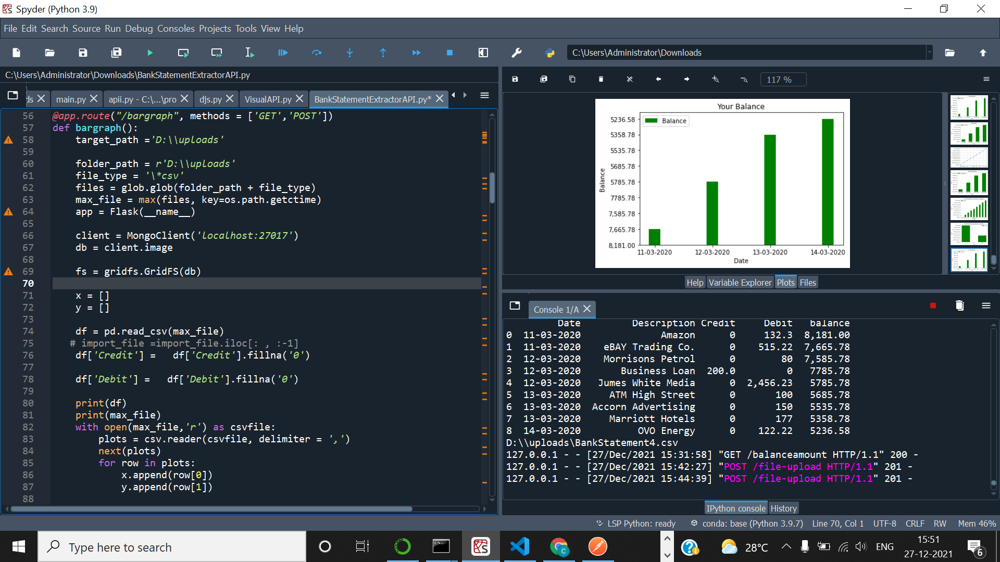 Spyder (Python 3.9)
File Edit Search Source Run Debug Consoles Projects Tools View Help
C:\Users\Administrator\Downloads
C:\Users\Administrator\Downloads\BankStatementExtractorAPI.py
ds main.py apii.py - C:\...\pro djs.py VisualAPI.py BankStatementExtractorAPI.py*
56 @app.route("/bargraph", methods = ['GET','POST'])
57 def bargraph():
58 target_path ='D:\\uploads'
59
60 folder_path = r'D:\\uploads'
61 file_type = '\*csv'
62 files = glob.glob(folder_path + file_type)
63 max_file = max(files, key=os.path.getctime)
64 app = Flask(__name__)
65
66 client = MongoClient('localhost:27017')
67 db = client.image
68
69 fs = gridfs.GridFS(db)
70
71 x = []
72 y = []
73
74 df = pd.read_csv(max_file)
75 # import_file =import_file.iloc[: , :-1]
76 df['Credit'] =   df['Credit'].fillna('0')
77
78 df['Debit'] =   df['Debit'].fillna('0')
79
80 print(df)
81 print(max_file)
82 with open(max_file,'r') as csvfile:
83 plots = csv.reader(csvfile, delimiter = ',')
84 next(plots)
85 for row in plots:
86 x.append(row[0])
87 y.append(row[1])
88
117 %
Your Balance
Balance
5236.58
5358.78
5535.78
5685.78
5785.78
7785.78
7,585.78
7,665.78
8,181.00
Balance
11-03-2020 12-03-2020 13-03-2020 14-03-2020
Date
Help Variable Explorer Plots Files
Console 1/A
Date Description Credit Debit balance
0 11-03-2020 Amazon 0 132.3 8,181.00
1 11-03-2020 eBAY Trading Co. 0 515.22 7,665.78
2 12-03-2020 Morrisons Petrol 0 80 7,585.78
3 12-03-2020 Business Loan 200.0 0 7785.78
4 12-03-2020 Jumes White Media 0 2,456.23 5785.78
5 13-03-2020 ATM High Street 0 100 5685.78
6 13-03-2020 Accorn Advertising 0 150 5535.78
7 13-03-2020 Marriott Hotels 0 177 5358.78
8 14-03-2020 OVO Energy 0 122.22 5236.58
D:\\uploads\BankStatement4.csv
127.0.0.1 - - [27/Dec/2021 15:31:58] "GET /balanceamount HTTP/1.1" 200 -
127.0.0.1 - - [27/Dec/2021 15:42:27] "POST /file-upload HTTP/1.1" 201 -
127.0.0.1 - - [27/Dec/2021 15:44:39] "POST /file-upload HTTP/1.1" 201 -
IPython console History
LSP Python: ready conda: base (Python 3.9.7) Line 70, Col 1 UTF-8 CRLF RW Mem 46%
Type here to search
28°C ENG
15:51
27-12-2021
6